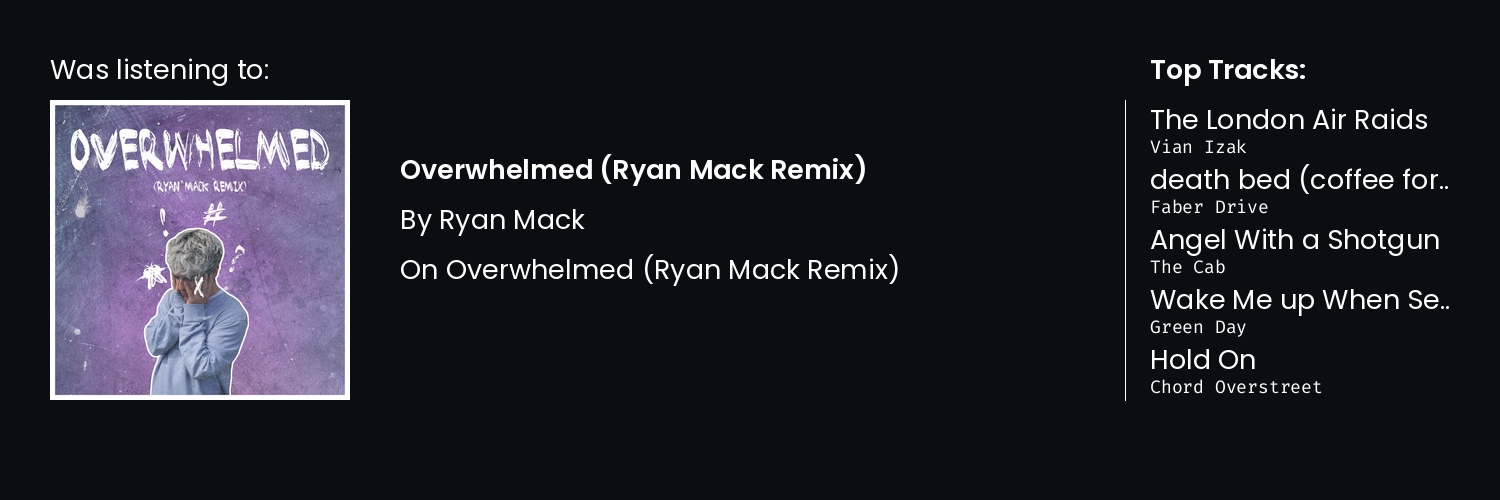 Was listening to:
OVERWHELMED
(RYAN MACK REMIX)
Overwhelmed (Ryan Mack Remix)
By Ryan Mack
On Overwhelmed (Ryan Mack Remix)
Top Tracks:
The London Air Raids
Vian Izak
death bed (coffee for..
Faber Drive
Angel With a Shotgun
The Cab
Wake Me up When Se..
Green Day
Hold On
Chord Overstreet